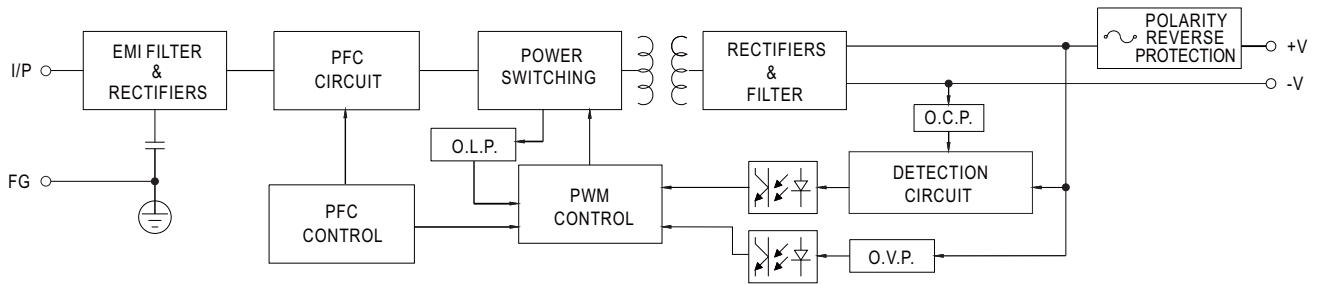 I/P
EMI FILTER
&
RECTIFIERS
PFC
CIRCUIT
POWER
SWITCHING
RECTIFIERS
&
FILTER
POLARITY
REVERSE
PROTECTION
+V
-V
O.C.P.
O.L.P.
DETECTION
CIRCUIT
FG
PFC
CONTROL
PWM
CONTROL
O.V.P.